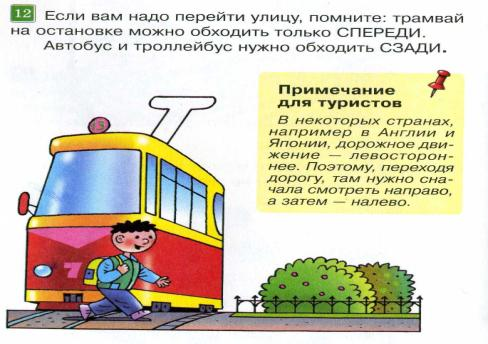 12 Если вам надо перейти улицу, помните: трамвай
на остановке можно обходить только СПЕРЕДИ.
Автобус и троллейбус нужно обходить СЗАДИ.
Примечание
для туристов
В некоторых странах,
например в Англии и
Японии, дорожное дви-
жение — левосторон-
нее. Поэтому, переходя
дорогу, там нужно сна-
чала смотреть направо,
а затем — налево.
5
7